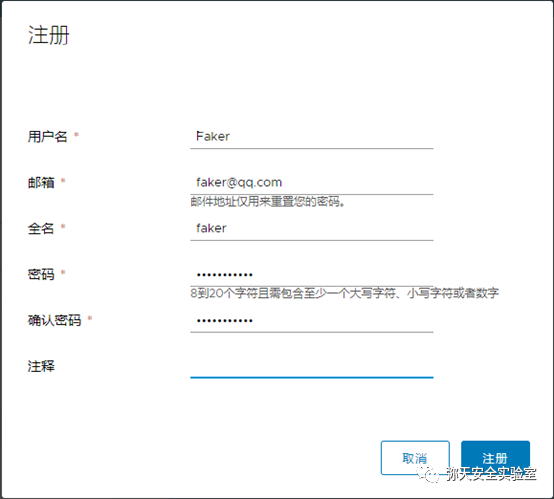 注册
用户名 * Faker
邮箱 * faker@qq.com
邮件地址仅用来重置您的密码。
全名 * faker
密码 * •••••••••••
8到20个字符且需包含至少一个大写字符、小写字符或者数字
确认密码 * •••••••••••
注释
取消 注册
弥天安全实验室